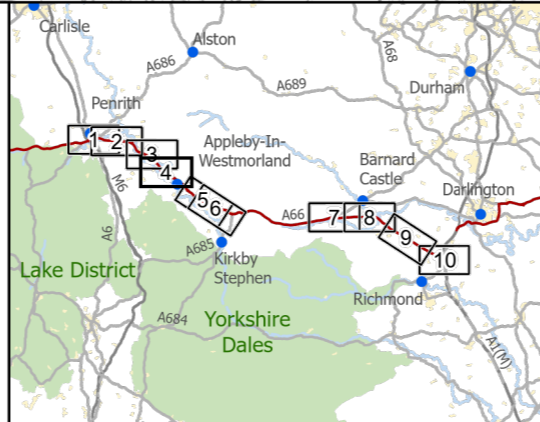 Carlisle
Alston
A686
A68
A689
Durham
Penrith
1
2
3
4
5
6
Appleby-In-
Westmorland
Barnard
Castle
Darlington
M6
A6
A66
7
8
9
10
A685
Kirkby
Stephen
Lake District
Richmond
A684
Yorkshire
Dales
A1(M)